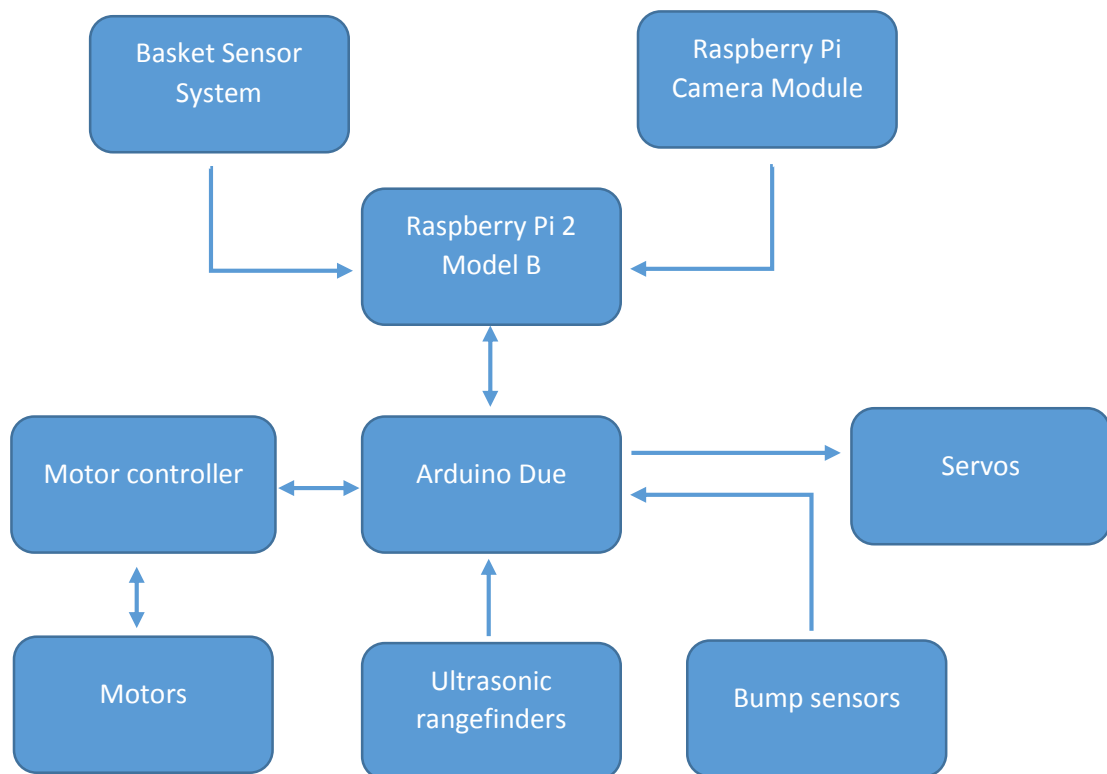 Basket Sensor
System
Raspberry Pi
Camera Module
Raspberry Pi 2
Model B
Motor controller
Arduino Due
Servos
Motors
Ultrasonic
rangefinders
Bump sensors